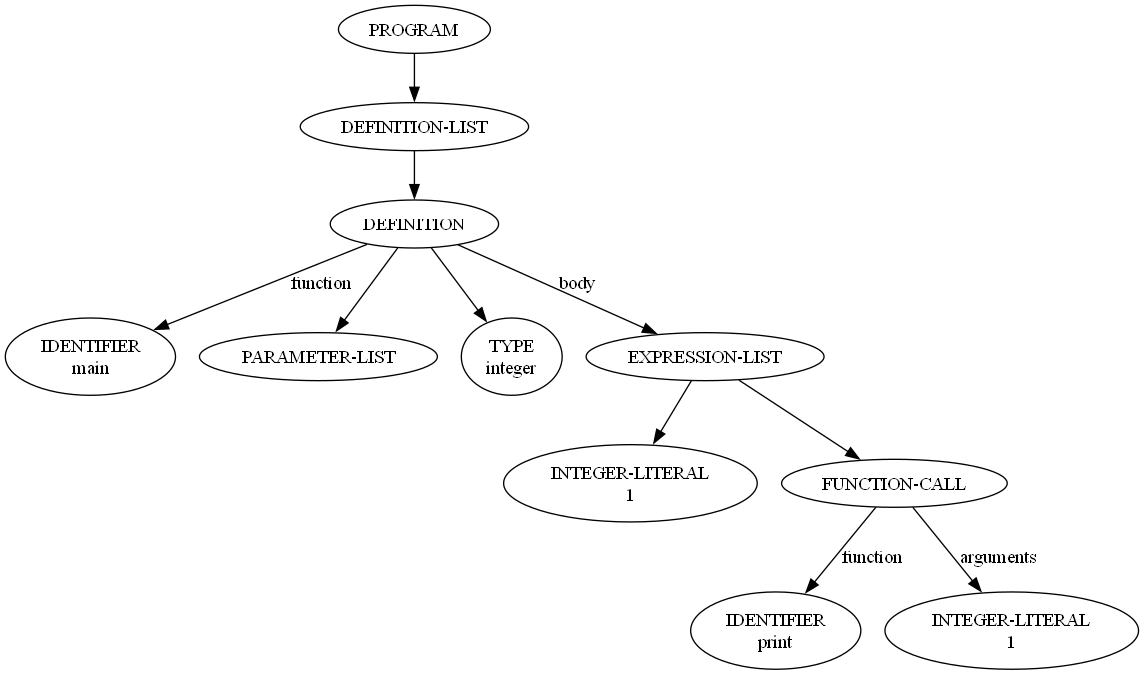 PROGRAM
DEFINITION-LIST
DEFINITION
function
body
IDENTIFIER
main
PARAMETER-LIST
TYPE
integer
EXPRESSION-LIST
INTEGER-LITERAL
1
FUNCTION-CALL
function
arguments
IDENTIFIER
print
INTEGER-LITERAL
1